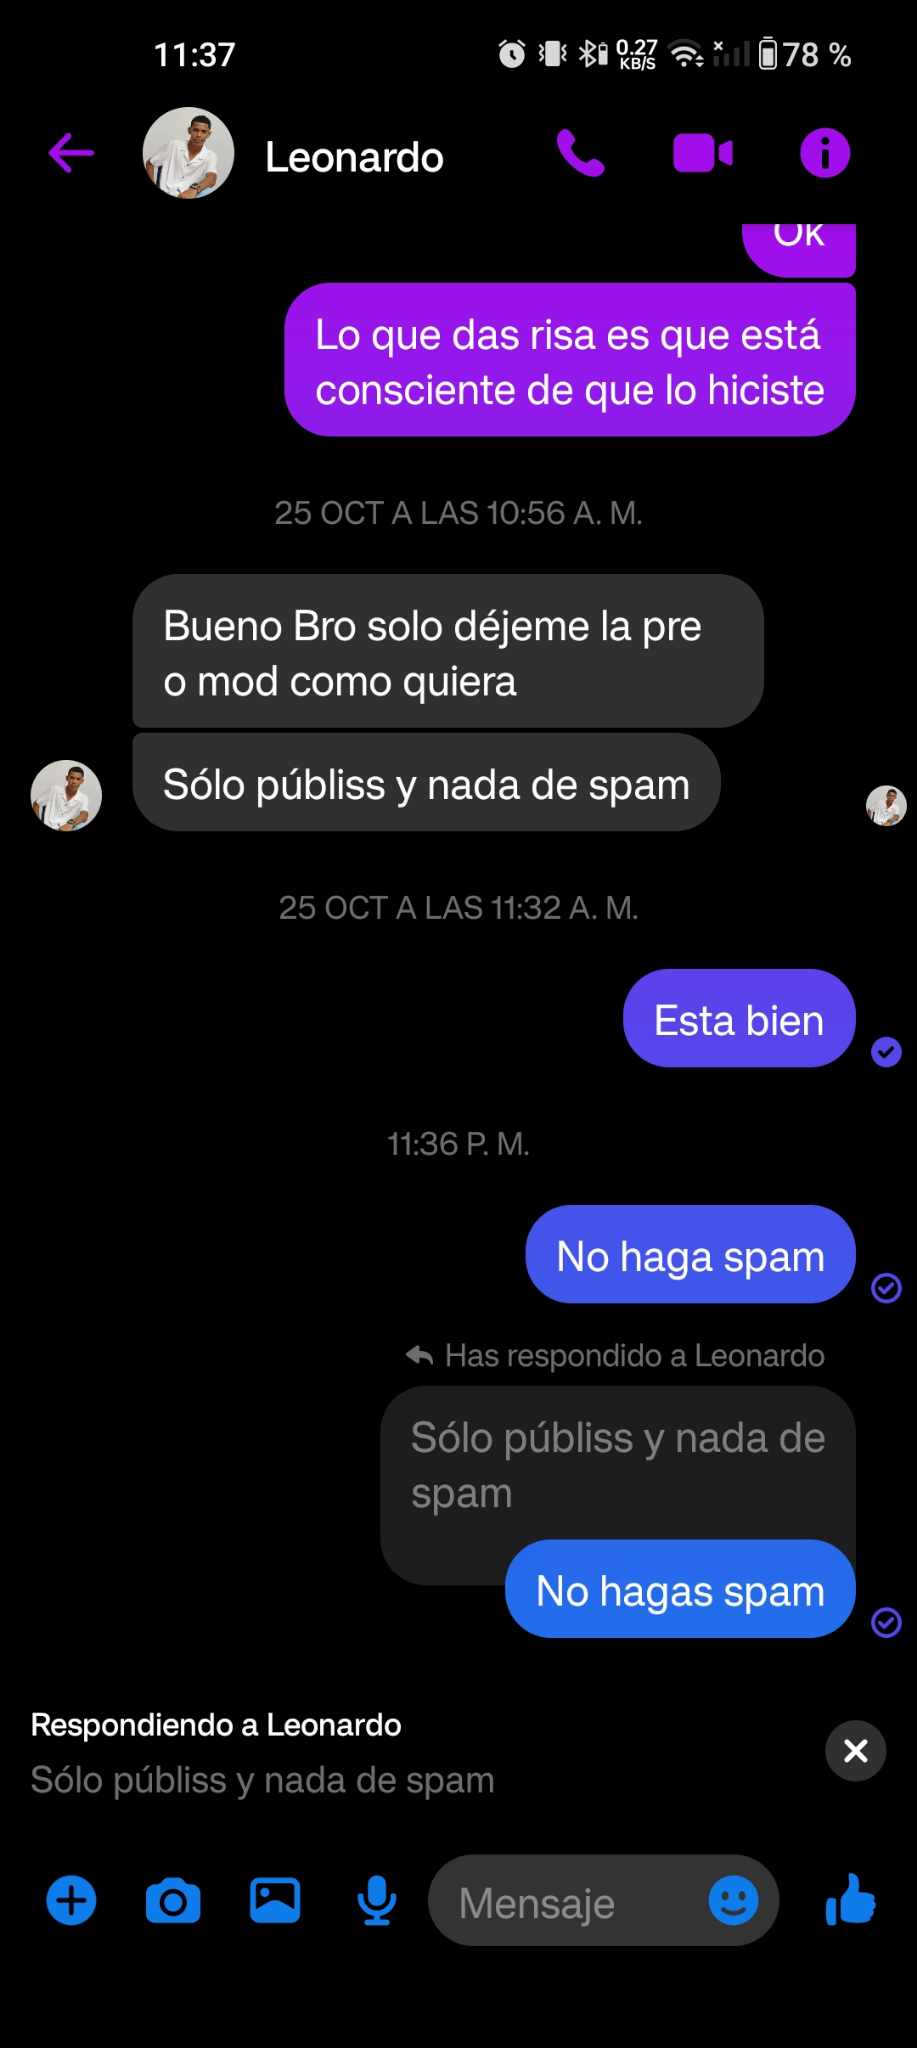 11:37
0.27
KB/S
78 %
Leonardo
Ok
Lo que das risa es que está
consciente de que lo hiciste
25 OCT A LAS 10:56 A. M.
Bueno Bro solo déjeme la pre
o mod como quiera
Sólo públiss y nada de spam
25 OCT A LAS 11:32 A. M.
Esta bien
11:36 P. M.
No haga spam
Has respondido a Leonardo
Sólo públiss y nada de
spam
No hagas spam
Respondiendo a Leonardo
Sólo públiss y nada de spam
Mensaje